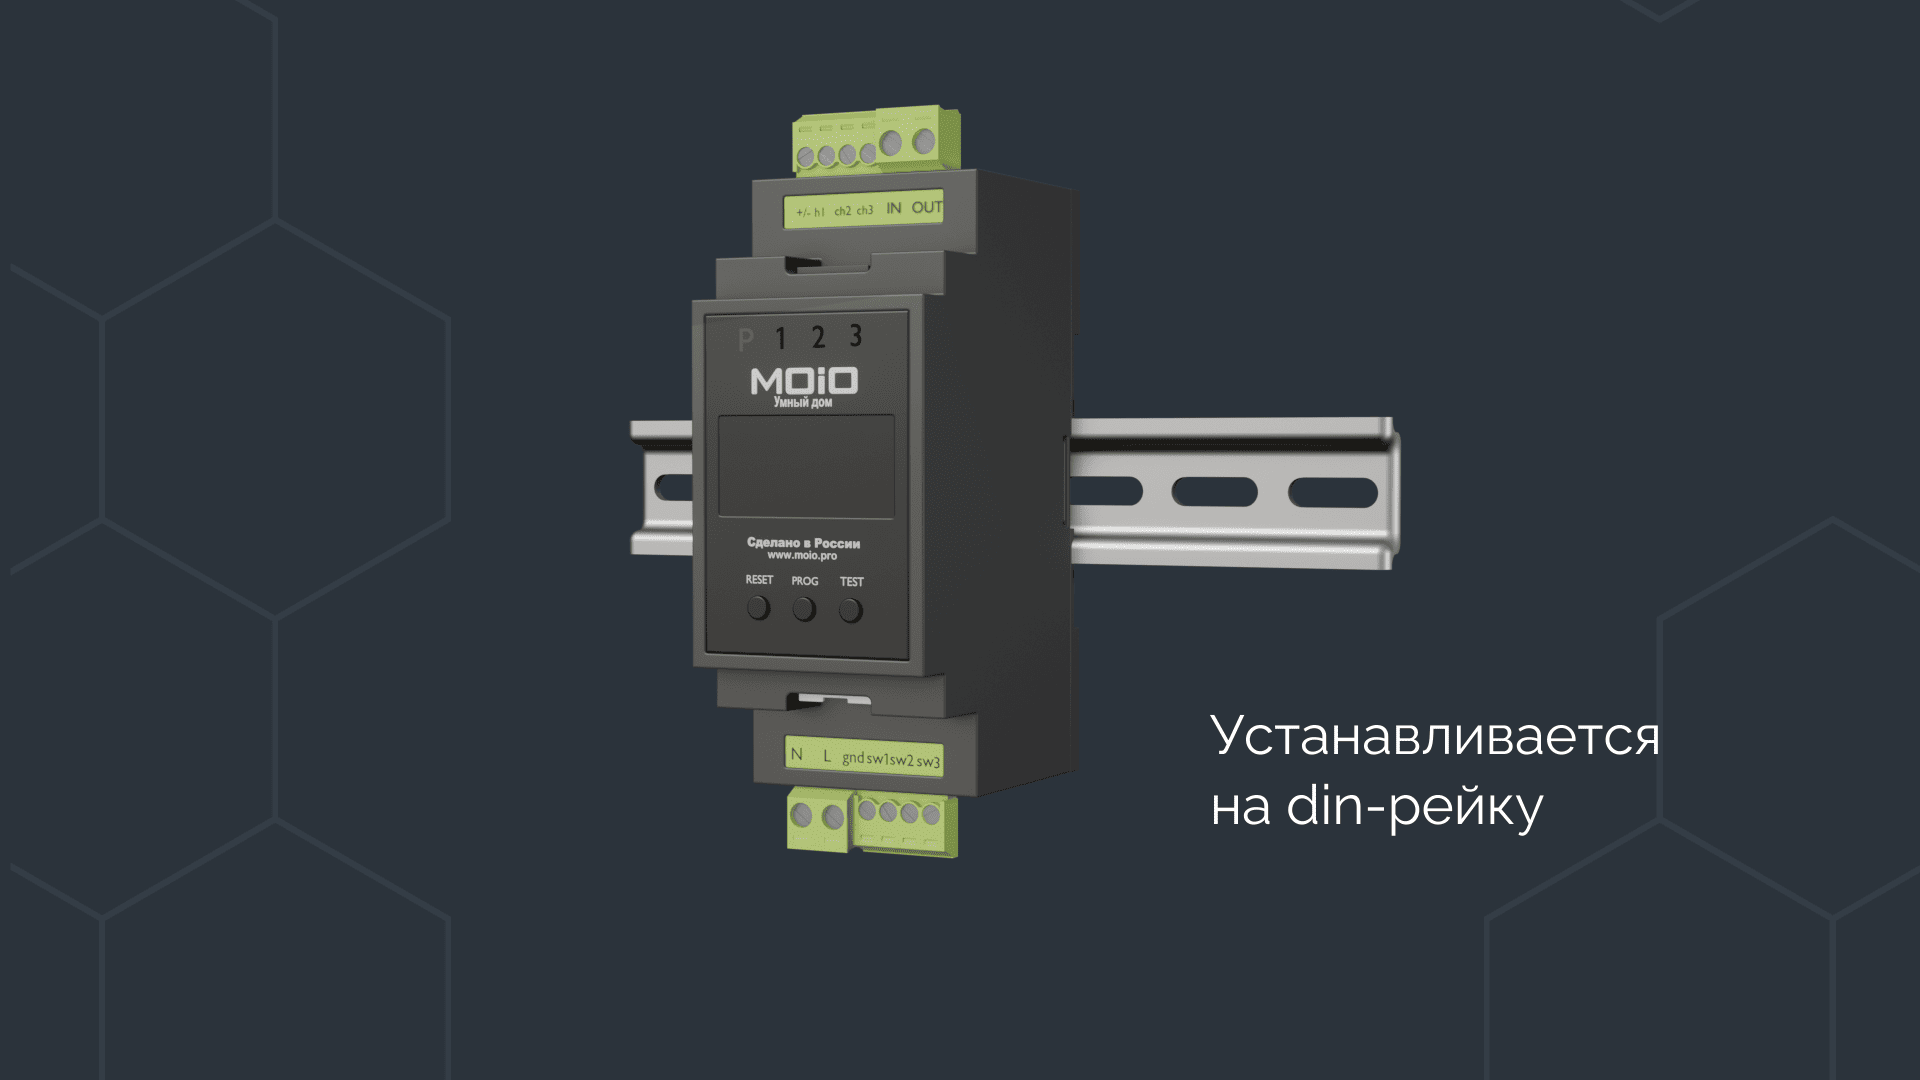 +/- h1 ch2 ch3 IN OUT
P 1 2 3
MOiO
Умный дом
Сделано в России
www.moio.pro
RESET PROG TEST
N L gnd sw1 sw2 sw3
Устанавливается
на din-рейку